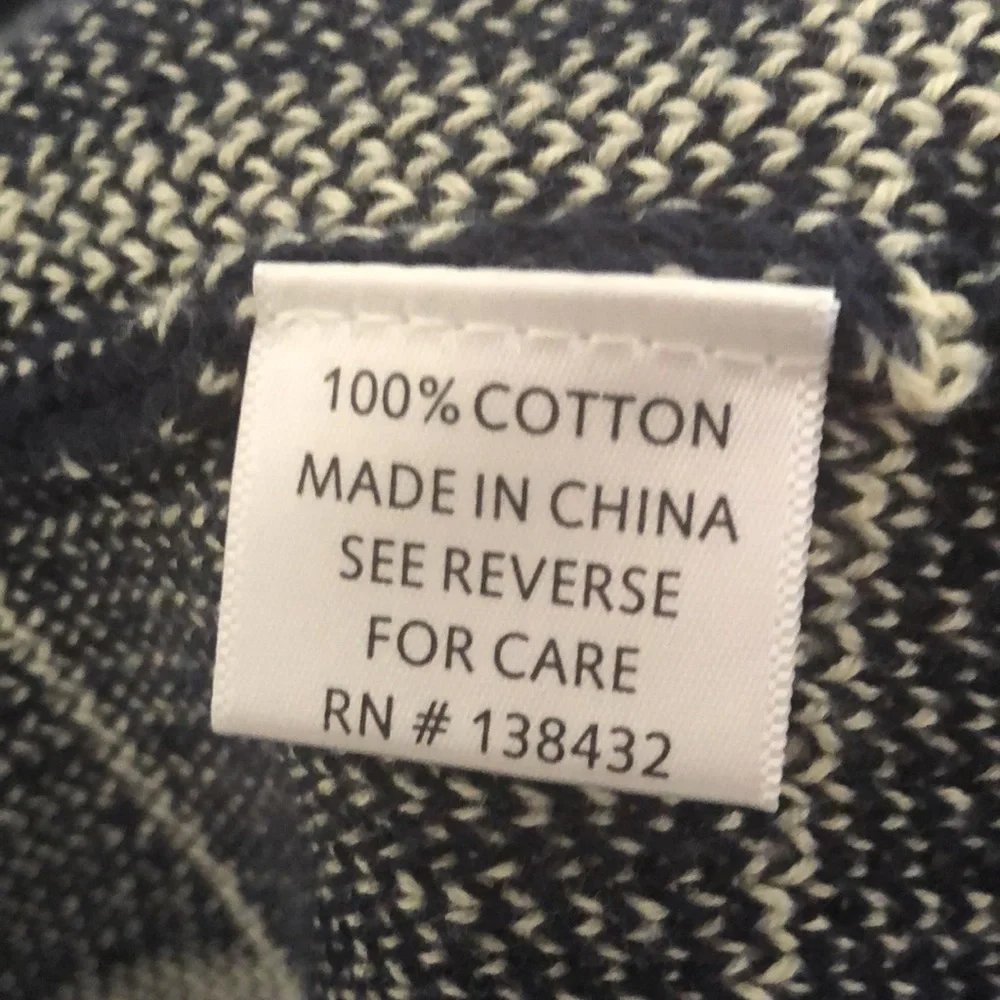 100% COTTON
MADE IN CHINA
SEE REVERSE
FOR CARE
RN # 138432